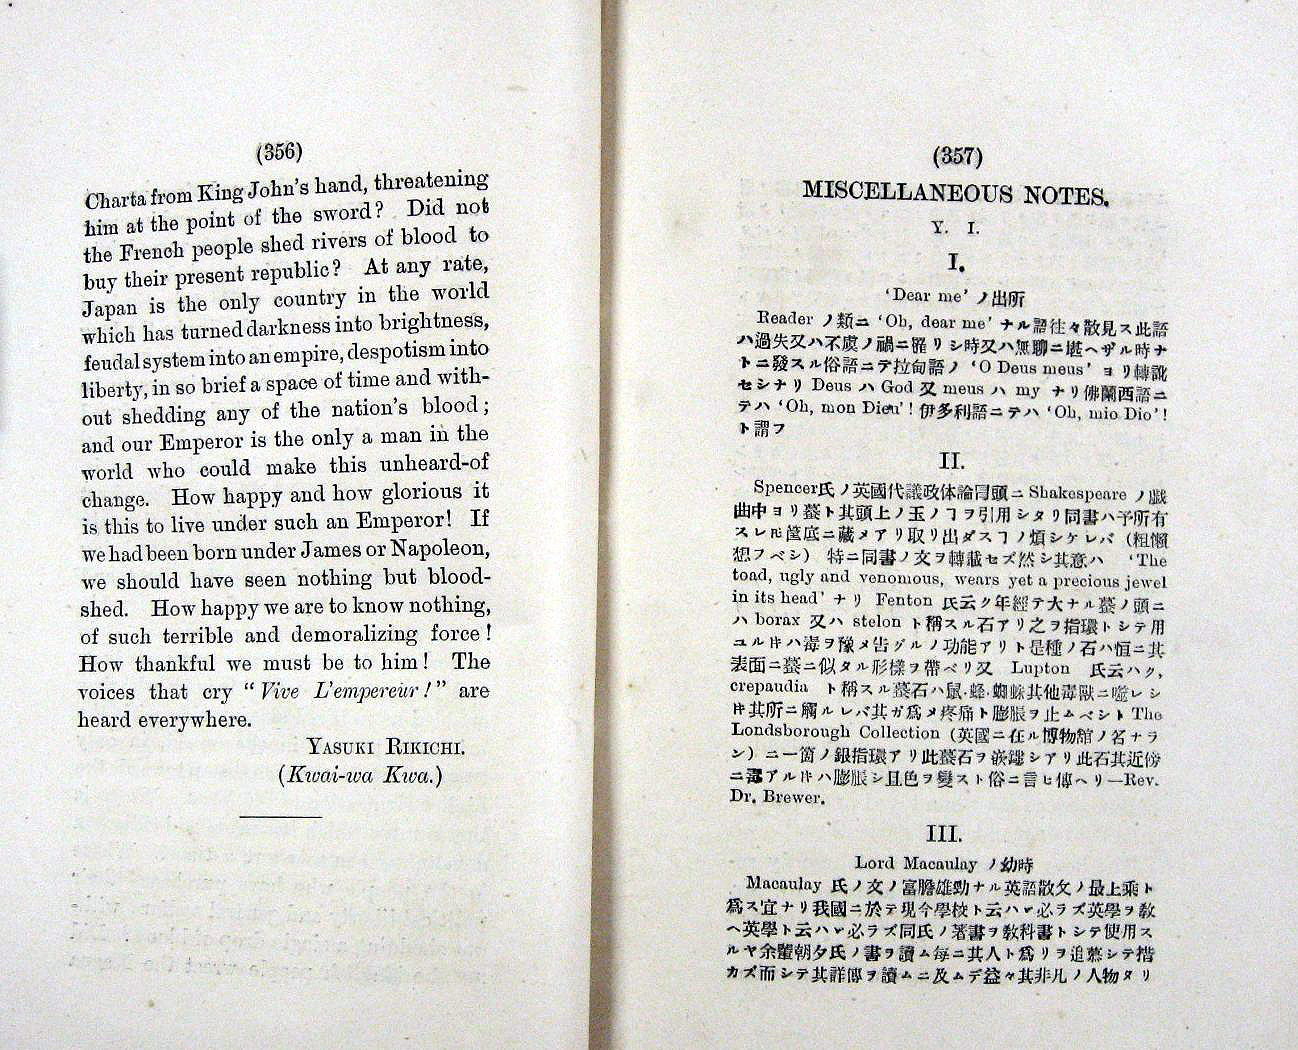 (356)
Charta from King John's hand, threatening
him at the point of the sword? Did not
the French people shed rivers of blood to
buy their present republic? At any rate,
Japan is the only country in the world
which has turned darkness into brightness,
feudal system into an empire, despotism into
liberty, in so brief a space of time and with-
out shedding any of the nation's blood;
and our Emperor is the only a man in the
world who could make this unheard-of
change. How happy and how glorious it
is this to live under such an Emperor! If
we had been born under James or Napoleon,
we should have seen nothing but blood-
shed. How happy we are to know nothing,
of such terrible and demoralizing force!
How thankful we must be to him! The
voices that cry "Vive L'empereur!" are
heard everywhere.
YASUKI RIKICHI.
(Kwai-wa Kwa.)
(357)
MISCELLANEOUS NOTES.
Y. I.
I.
'Dear me' ノ出所
Reader ノ類ニ 'Oh, dear me' ナル語往々散見ス此語
ハ過失又ハ不虞ノ禍ニ罹リシ時又ハ無聊ニ堪ヘザル時ナ
トニ發スル俗語ニテ拉甸語ノ 'O Deus meus' ヨリ轉訛
セシナリ Deus ハ God 又 meus ハ my ナリ佛蘭西語ニ
テハ 'Oh, mon Dieu'! 伊多利語ニテハ 'Oh, mio Dio'!
ト謂フ
II.
Spencer氏ノ英國代議政体論冐頭ニ Shakespeare ノ戯
曲中ヨリ蟇ト其頭上ノ玉ノヿヲ引用シタリ同書ハ予所有
スレ𪜈筐底ニ藏メアリ取リ出ダスヿノ煩シケレバ (粗懶
想フベシ) 特ニ同書ノ文ヲ轉載セズ然シ其意ハ 'The
toad, ugly and venomous, wears yet a precious jewel
in its head' ナリ Fenton 氏云ク年經テ大ナル蟇ノ頭ニ
ハ borax 又ハ stelon ト稱スル石アリ之ヲ指環トシテ用
ユル𪜈ハ毒ヲ豫メ告グルノ功能アリト是種ノ石ハ恒ニ其
表面ニ蟇ニ似タル形樣ヲ帶ベリ又 Lupton 氏云ハク,
crepaudia ト稱スル蟇石ハ鼠·蜂·蜘蛛其他毒獸ニ噬レシ
其所ニ觸ルレバ其ガ爲メ疼痛ト膨脹ヲ止ムベシト The
Londsborough Collection (英國ニ在ル博物舘ノ名ナラ
ン) ニ一箇ノ銀指環アリ此蟇石ヲ嵌シアリ此石其近傍
ニ毒アルハ膨脹シ且色ヲ變スト俗ニ言ヒ傳ヘリ—Rev.
Dr. Brewer.
III.
Lord Macaulay ノ幼時
Macaulay 氏ノ文ノ富贍雄勁ナル英語散文ノ最上乘ト
爲ス宜ナリ我國ニ於テ現今學校ト云ハヾ必ラズ英學ヲ敎
ヘ英學ト云ハヾ必ラズ同氏ノ著書ヲ敎科書トシテ使用ス
ルヤ余輩朝夕氏ノ書ヲ讀ム每ニ其人ト爲リヲ追慕シテ措
カズ而シテ其詳傳ヲ讀ムニ及ムデ益々其非凡ノ人物タリ